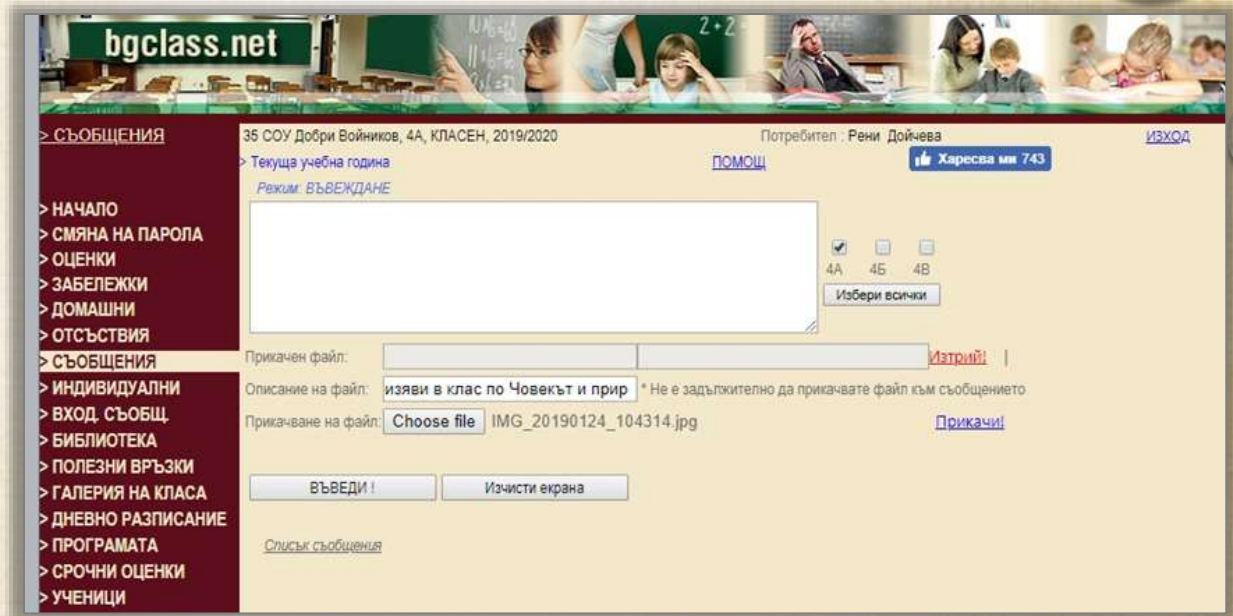 bgclass.net
2+2
> СЪОБЩЕНИЯ
35 СОУ Добри Войников, 4А, КЛАСЕН, 2019/2020 Потребител : Рени Дойчева ИЗХОД
> Текуща учебна година ПОМОЩ Харесва ми 743
Режим: ВЪВЕЖДАНЕ
> НАЧАЛО
> СМЯНА НА ПАРОЛА
> ОЦЕНКИ
> ЗАБЕЛЕЖКИ
> ДОМАШНИ
> ОТСЪСТВИЯ
> СЪОБЩЕНИЯ
> ИНДИВИДУАЛНИ
> ВХОД. СЪОБЩ.
> БИБЛИОТЕКА
> ПОЛЕЗНИ ВРЪЗКИ
> ГАЛЕРИЯ НА КЛАСА
> ДНЕВНО РАЗПИСАНИЕ
> ПРОГРАМАТА
> СРОЧНИ ОЦЕНКИ
> УЧЕНИЦИ
4А 4Б 4В
Избери всички
Прикачен файл: Изтрий! |
Описание на файл: изяви в клас по Човекът и прир * Не е задължително да прикачвате файл към съобщението
Прикачване на файл: Choose file IMG_20190124_104314.jpg Прикачи!
ВЪВЕДИ ! Изчисти екрана
Списък съобщения